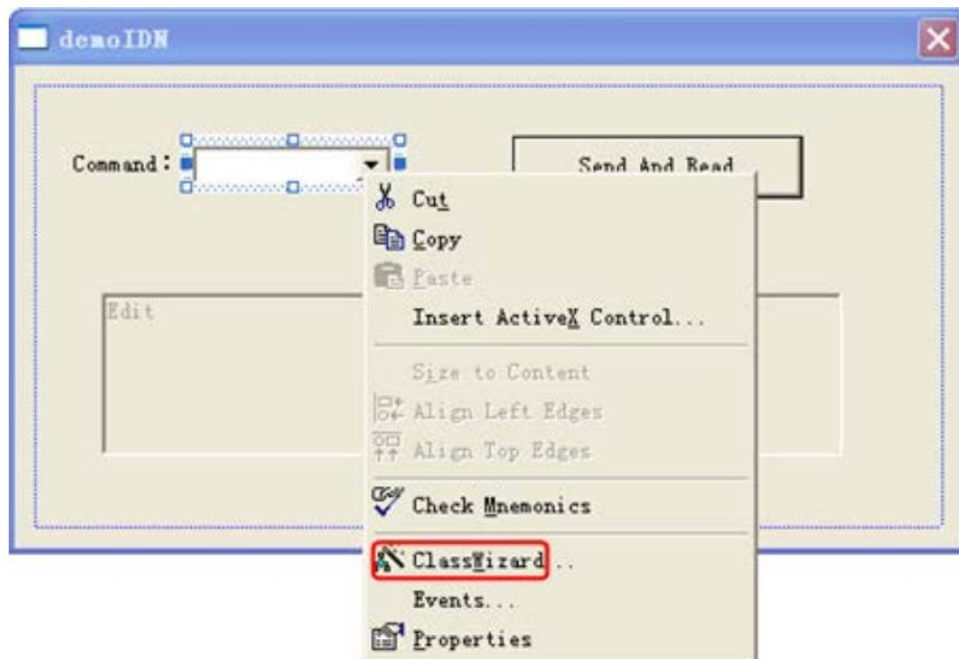 demoIDN
Command:
Send And Read
Edit
Cut
Copy
Paste
Insert ActiveX Control...
Size to Content
Align Left Edges
Align Top Edges
Check Mnemonics
ClassWizard...
Events...
Properties